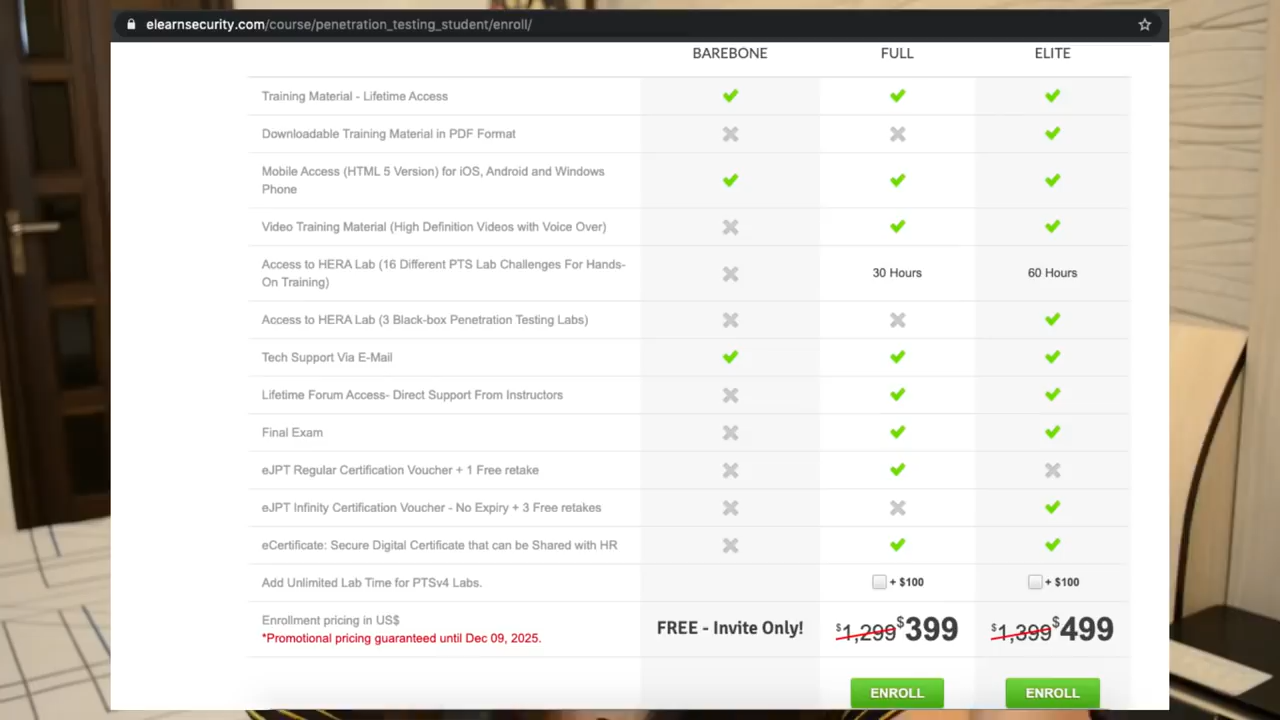 elearnsecurity.com/course/penetration_testing_student/enroll/
BAREBONE FULL ELITE
Training Material - Lifetime Access
Downloadable Training Material in PDF Format
Mobile Access (HTML 5 Version) for iOS, Android and Windows
Phone
Video Training Material (High Definition Videos with Voice Over)
Access to HERA Lab (16 Different PTS Lab Challenges For Hands-
On Training)
30 Hours 60 Hours
Access to HERA Lab (3 Black-box Penetration Testing Labs)
Tech Support Via E-Mail
Lifetime Forum Access- Direct Support From Instructors
Final Exam
eJPT Regular Certification Voucher + 1 Free retake
eJPT Infinity Certification Voucher - No Expiry + 3 Free retakes
eCertificate: Secure Digital Certificate that can be Shared with HR
Add Unlimited Lab Time for PTSv4 Labs. + $100 + $100
Enrollment pricing in US$
*Promotional pricing guaranteed until Dec 09, 2025.
FREE - Invite Only! $1,299 $399 $1,399 $499
ENROLL ENROLL